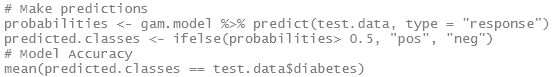 # Make predictions
probabilities <- gam.model %>% predict(test.data, type = "response")
predicted.classes <- ifelse(probabilities> 0.5, "pos", "neg")
# Model Accuracy
mean(predicted.classes == test.data$diabetes)